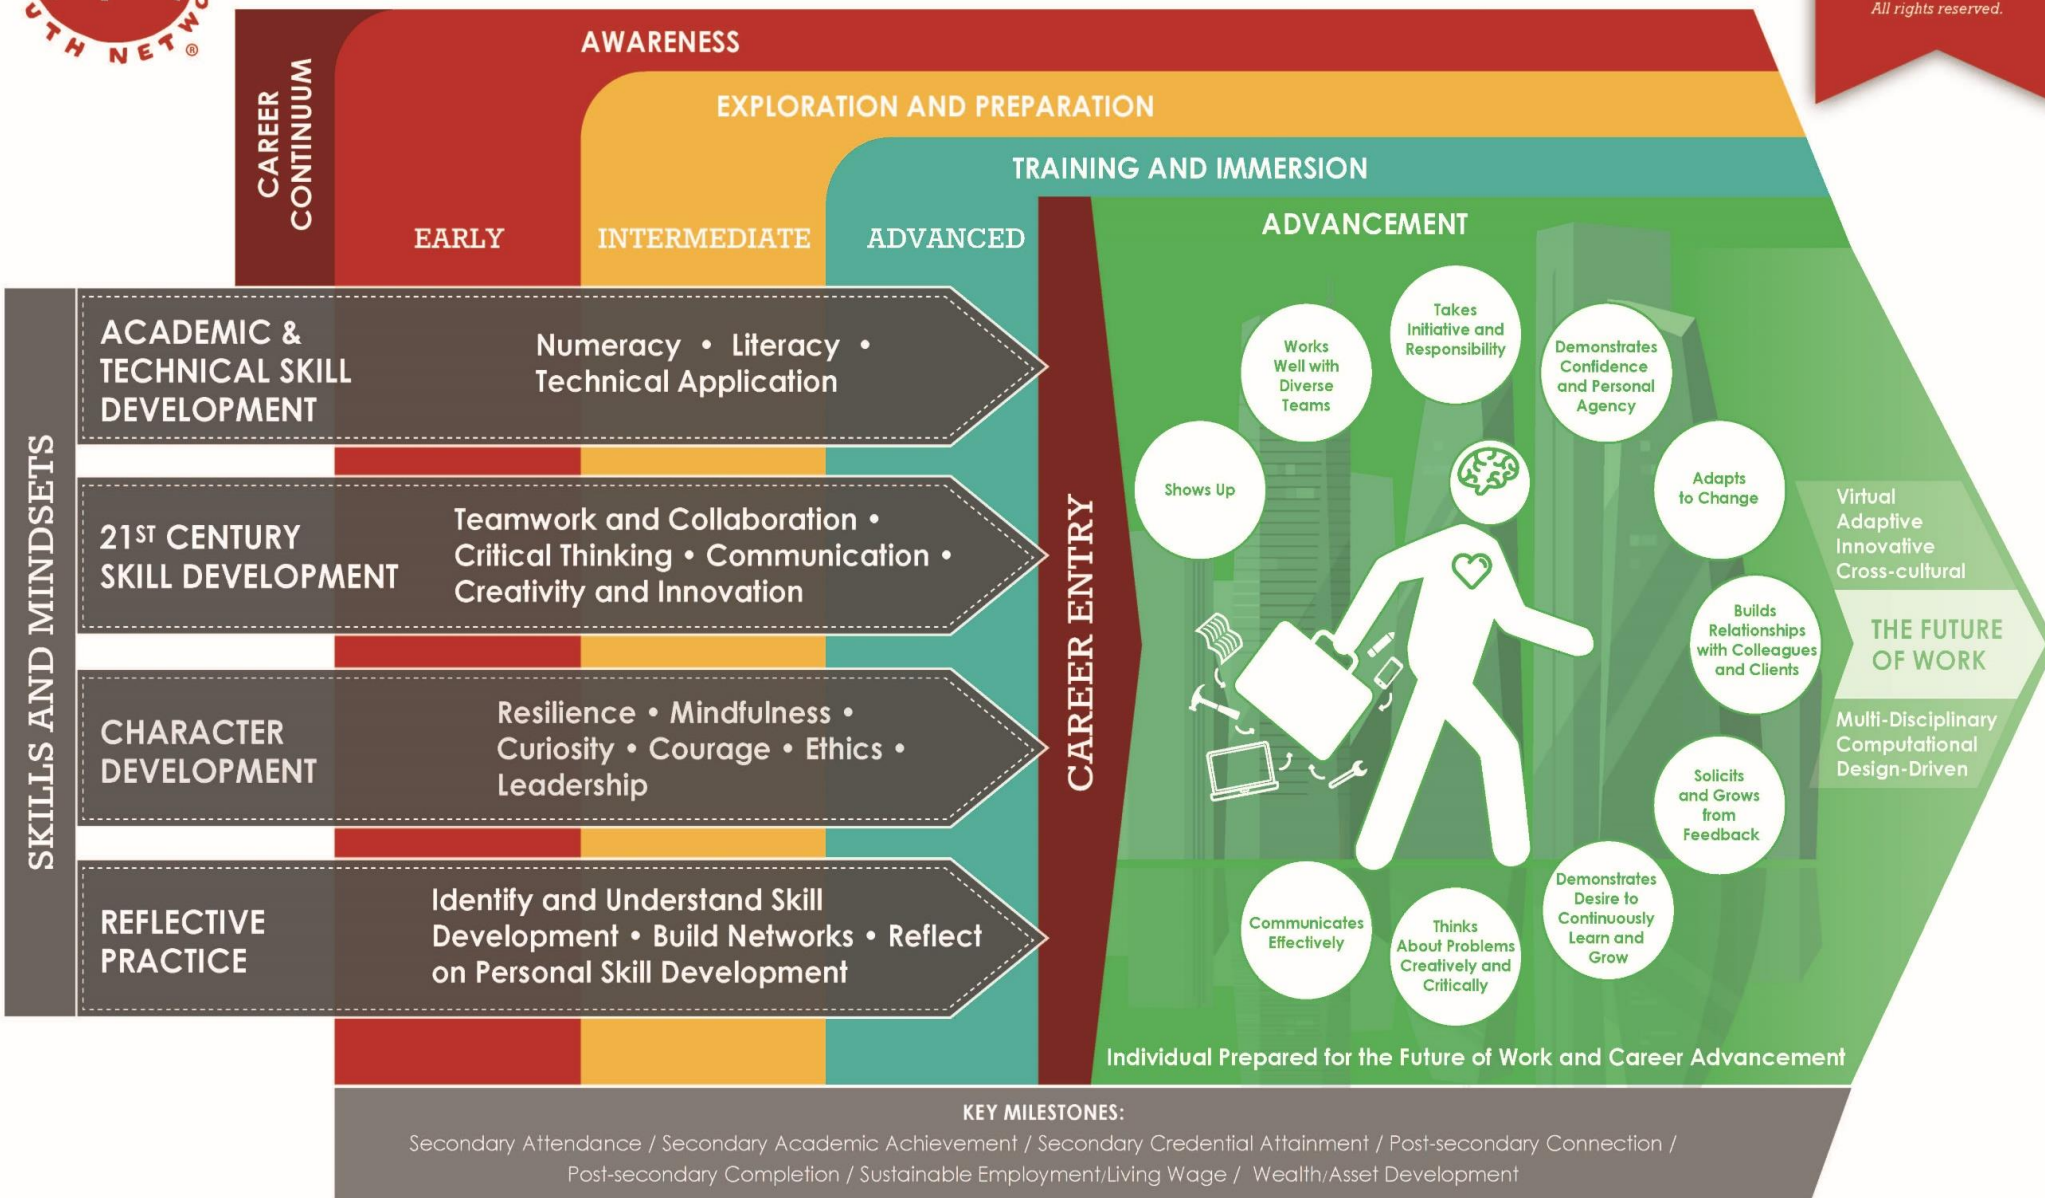 UTH NETWO
®
All rights reserved.
CAREER
CONTINUUM
AWARENESS
EXPLORATION AND PREPARATION
TRAINING AND IMMERSION
EARLY
INTERMEDIATE
ADVANCED
ADVANCEMENT
SKILLS AND MINDSETS
ACADEMIC &
TECHNICAL SKILL
DEVELOPMENT
Numeracy • Literacy •
Technical Application
21ST CENTURY
SKILL DEVELOPMENT
Teamwork and Collaboration •
Critical Thinking • Communication •
Creativity and Innovation
CHARACTER
DEVELOPMENT
Resilience • Mindfulness •
Curiosity • Courage • Ethics •
Leadership
REFLECTIVE
PRACTICE
Identify and Understand Skill
Development • Build Networks • Reflect
on Personal Skill Development
CAREER ENTRY
Shows Up
Works
Well with
Diverse
Teams
Takes
Initiative and
Responsibility
Demonstrates
Confidence
and Personal
Agency
Adapts
to Change
Builds
Relationships
with Colleagues
and Clients
Solicits
and Grows
from
Feedback
Demonstrates
Desire to
Continuously
Learn and
Grow
Thinks
About Problems
Creatively and
Critically
Communicates
Effectively
Virtual
Adaptive
Innovative
Cross-cultural
THE FUTURE
OF WORK
Multi-Disciplinary
Computational
Design-Driven
Individual Prepared for the Future of Work and Career Advancement
KEY MILESTONES:
Secondary Attendance / Secondary Academic Achievement / Secondary Credential Attainment / Post-secondary Connection /
Post-secondary Completion / Sustainable Employment/Living Wage / Wealth/Asset Development